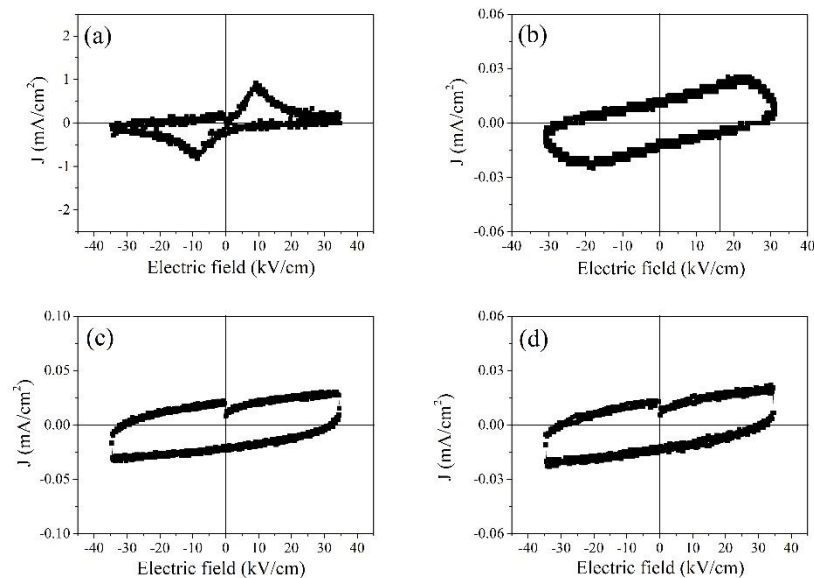 (a)
J (mA/cm²)
2
1
0
-1
-2
-40 -30 -20 -10 0 10 20 30 40
Electric field (kV/cm)
(b)
J (mA/cm²)
0.06
0.03
0.00
-0.03
-0.06
-40 -30 -20 -10 0 10 20 30 40
Electric field (kV/cm)
(c)
J (mA/cm²)
0.10
0.05
0.00
-0.05
-0.10
-40 -30 -20 -10 0 10 20 30 40
Electric field (kV/cm)
(d)
J (mA/cm²)
0.06
0.03
0.00
-0.03
-0.06
-40 -30 -20 -10 0 10 20 30 40
Electric field (kV/cm)